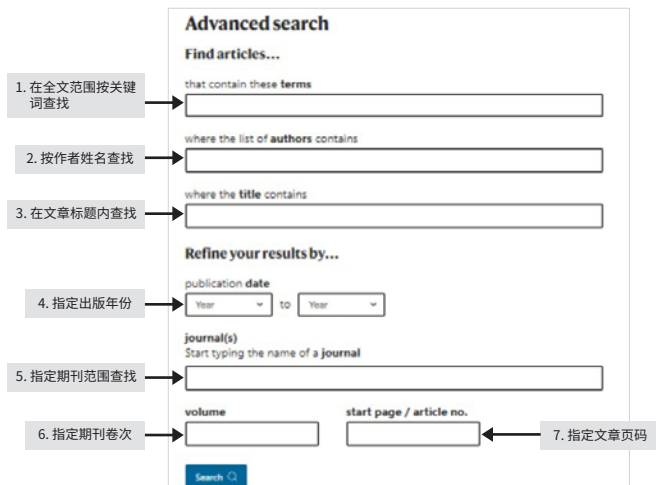 Advanced search
Find articles...
that contain these terms
1. 在全文范围按关键
词查找
where the list of authors contains
2. 按作者姓名查找
where the title contains
3. 在文章标题内查找
Refine your results by...
publication date
4. 指定出版年份
Year to Year
journal(s)
Start typing the name of a journal
5. 指定期刊范围查找
volume start page / article no.
6. 指定期刊卷次
7. 指定文章页码
Search